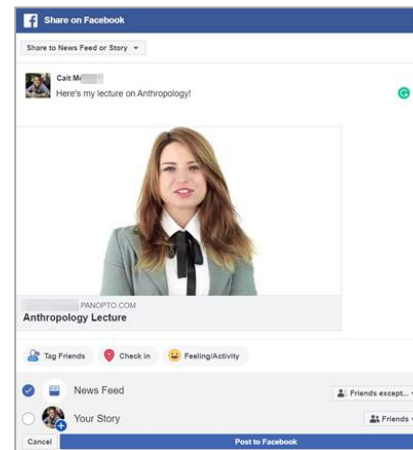 Share on Facebook
Share to News Feed or Story
Cait M
Here's my lecture on Anthropology!
PANOPTO.COM
Anthropology Lecture
Tag Friends Check in Feeling/Activity
News Feed Friends except...
Your Story Friends
Cancel Post to Facebook